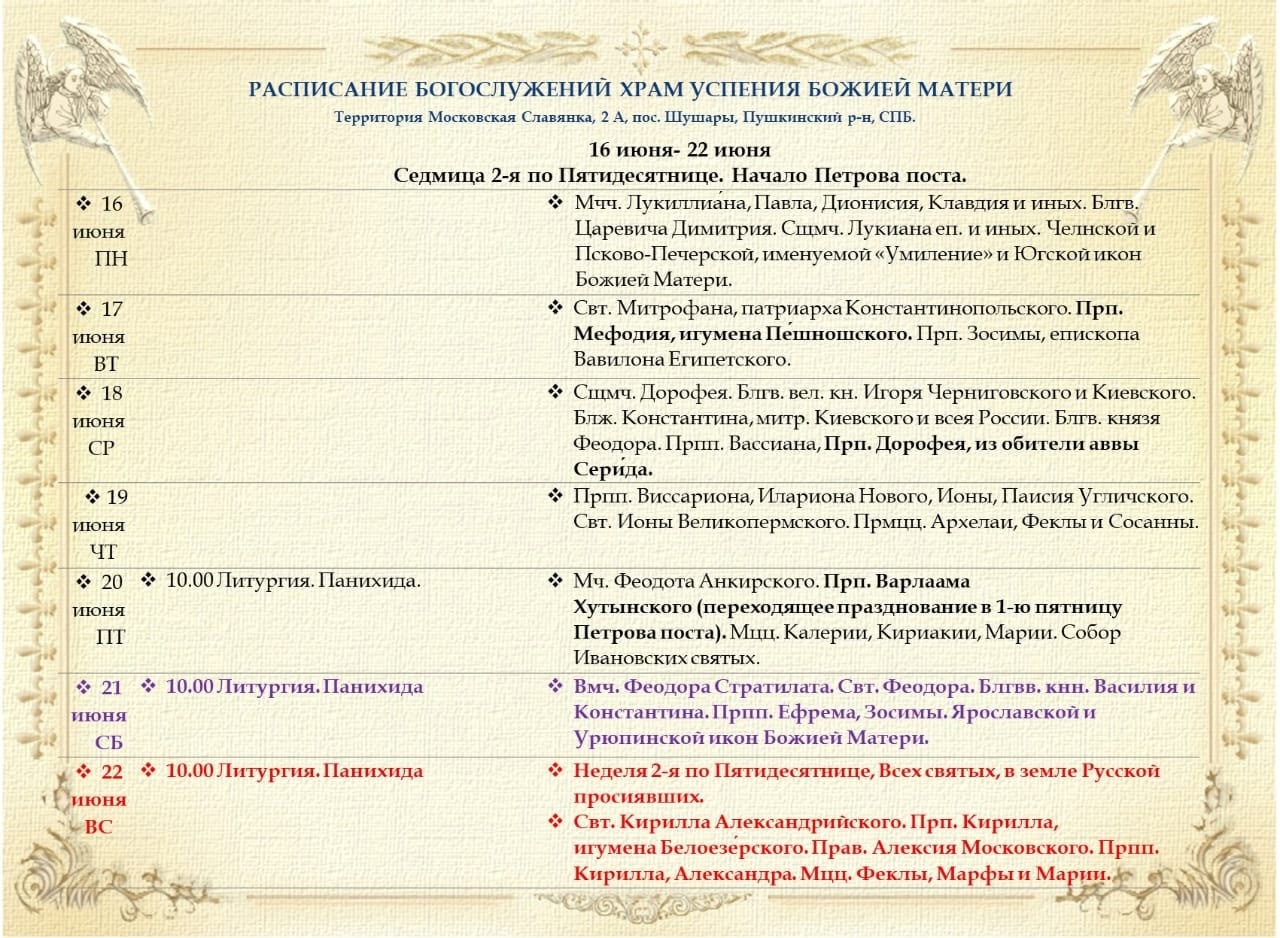 РАСПИСАНИЕ БОГОСЛУЖЕНИЙ ХРАМ УСПЕНИЯ БОЖИЕЙ МАТЕРИ
Территория Московская Славянка, 2 А, пос. Шушары, Пушкинский р-н, СПБ.
16 июня- 22 июня
Седмица 2-я по Пятидесятнице. Начало Петрова поста.
❖ 16
июня
ПН
❖ Мчч. Лукиллиа́на, Павла, Дионисия, Клавдия и иных. Блгв.
Царевича Димитрия. Сщмч. Лукиана еп. и иных. Челнской и
Псково-Печерской, именуемой «Умиление» и Югской икон
Божией Матери.
❖ 17
июня
ВТ
❖ Свт. Митрофана, патриарха Константинопольского. Прп.
Мефодия, игумена Пе́шношского. Прп. Зосимы, епископа
Вавилона Египетского.
❖ 18
июня
СР
❖ Сщмч. Дорофея. Блгв. вел. кн. Игоря Черниговского и Киевского.
Блж. Константина, митр. Киевского и всея России. Блгв. князя
Феодора. Прпп. Вассиана, Прп. Дорофея, из обители аввы
Сери́да.
❖ 19
июня
ЧТ
❖ Прпп. Виссариона, Илариона Нового, Ионы, Паисия Угличского.
Свт. Ионы Великопермского. Прмцц. Архелаи, Феклы и Сосанны.
❖ 20
июня
ПТ
❖ 10.00 Литургия. Панихида.
❖ Мч. Феодота Анкирского. Прп. Варлаама
Хутынского (переходящее празднование в 1-ю пятницу
Петрова поста). Мцц. Калерии, Кириакии, Марии. Собор
Ивановских святых.
❖ 21
июня
СБ
❖ 10.00 Литургия. Панихида
❖ Вмч. Феодора Стратилата. Свт. Феодора. Блгвв. кнн. Василия и
Константина. Прпп. Ефрема, Зосимы. Ярославской и
Урюпинской икон Божией Матери.
❖ 22
июня
ВС
❖ 10.00 Литургия. Панихида
❖ Неделя 2-я по Пятидесятнице, Всех святых, в земле Русской
просиявших.
❖ Свт. Кирилла Александрийского. Прп. Кирилла,
игумена Белоезе́рского. Прав. Алексия Московского. Прпп.
Кирилла, Александра. Мцц. Феклы, Марфы и Марии.